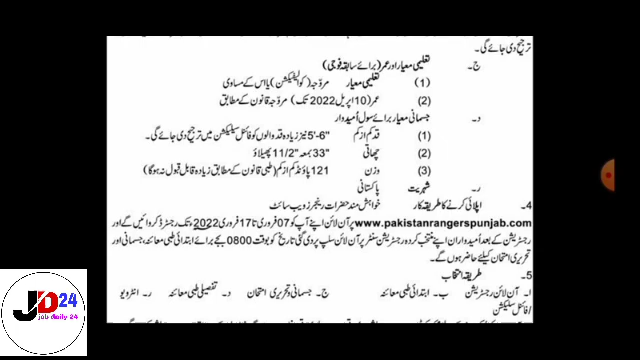 ترجیح دی جائے گی۔
ج۔ تعلیمی معیار اور عمر (برائے سابقہ فوجی)
(1) تعلیمی معیار مروّجہ (کوالیفکیشن) یا اس کے مساوی
(2) عمر (10 اپریل 2022 تک) مروّجہ قانون کے مطابق
د۔ جسمانی معیار برائے سول اُمیدوار
(1) قد کم از کم 5'-6" نیز زیادہ قد والوں کو فائنل سلیکیشن میں ترجیح دی جائے گی۔
(2) چھاتی 33" بمعہ 11/2" پھیلاؤ
(3) وزن 121 پاؤنڈ کم از کم (طبی قانون کے مطابق زیادہ قابل قبول نہ ہوگا)
ر۔ شہریت پاکستانی
4۔ اپلائی کرنے کا طریقہ کار خواہش مند حضرات رینجرز ویب سائٹ
www.pakistanrangerspunjab.com پر آن لائن اپنے آپ کو 07 فروری تا 17 فروری 2022ء تک رجسٹرڈ کروائیں گے اور
رجسٹریشن کے بعد اُمیدواران اپنے منتخب کردہ رجسٹریشن سنٹر پر آن لائن سلپ پر دی گئی تاریخ کو بوقت 0800 بجے برائے ابتدائی طبی معائنہ، جسمانی اور
تحریری امتحان کیلئے حاضر ہوں گے۔
5۔ طریقہ انتخاب
ا۔ آن لائن رجسٹریشن ب۔ ابتدائی طبی معائنہ ج۔ جسمانی و تحریری امتحان د۔ تفصیلی طبی معائنہ ر۔ انٹرویو
/فائنل سلیکشن
JD 24
job daily 24